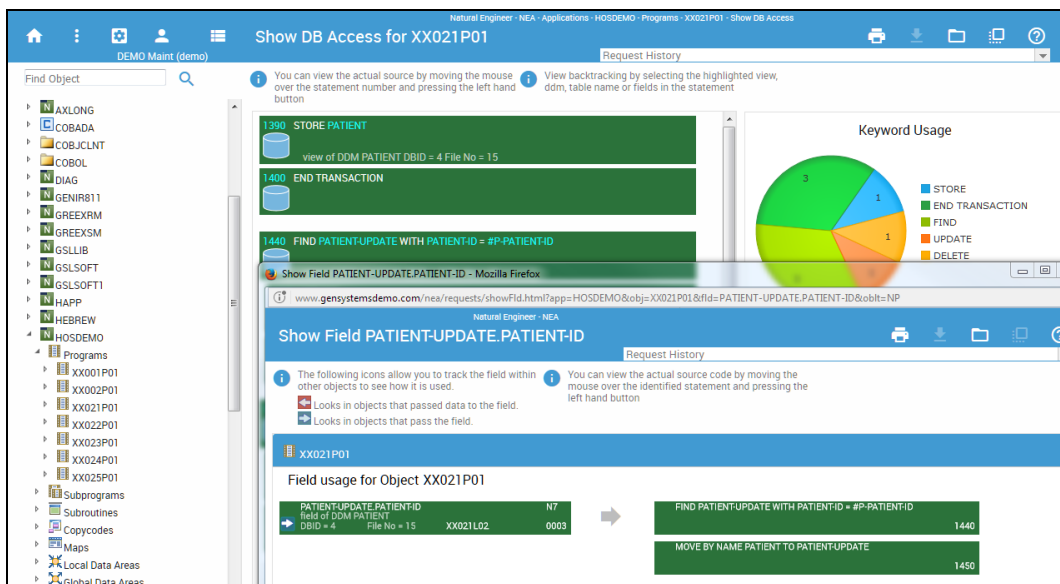 Natural Engineer - NEA - Applications - HOSDEMO - Programs - XX021P01 - Show DB Access
Show DB Access for XX021P01
DEMO Maint (demo)
Request History
Find Object
You can view the actual source by moving the mouse
over the statement number and pressing the left hand
button
View backtracking by selecting the highlighted view,
ddm, table name or fields in the statement
AXLONG
COBADA
COBJCLNT
COBOL
DIAG
GENIR811
GREEXRM
GREEXSM
GSLLIB
GSLSOFT
GSLSOFT1
HAPP
HEBREW
HOSDEMO
Programs
XX001P01
XX002P01
XX021P01
XX022P01
XX023P01
XX024P01
XX025P01
Subprograms
Subroutines
Copycodes
Maps
Local Data Areas
Global Data Areas
1390 STORE PATIENT
view of DDM PATIENT DBID = 4 File No = 15
1400 END TRANSACTION
1440 FIND PATIENT-UPDATE WITH PATIENT-ID = #P-PATIENT-ID
Keyword Usage
3
1
1
STORE
END TRANSACTION
FIND
UPDATE
DELETE
Show Field PATIENT-UPDATE.PATIENT-ID - Mozilla Firefox
www.gensystemsdemo.com/nea/requests/showFld.html?app=HOSDEMO&obj=XX021P01&fld=PATIENT-UPDATE.PATIENT-ID&oblt=NP
Natural Engineer - NEA
Show Field PATIENT-UPDATE.PATIENT-ID
Request History
The following icons allow you to track the field within
other objects to see how it is used.
Looks in objects that passed data to the field.
Looks in objects that pass the field.
You can view the actual source code by moving the
mouse over the identified statement and pressing the
left hand button
XX021P01
Field usage for Object XX021P01
PATIENT-UPDATE.PATIENT-ID N7
field of DDM PATIENT
DBID = 4 File No = 15 XX021L02 0003
FIND PATIENT-UPDATE WITH PATIENT-ID = #P-PATIENT-ID
1440
MOVE BY NAME PATIENT TO PATIENT-UPDATE
1450